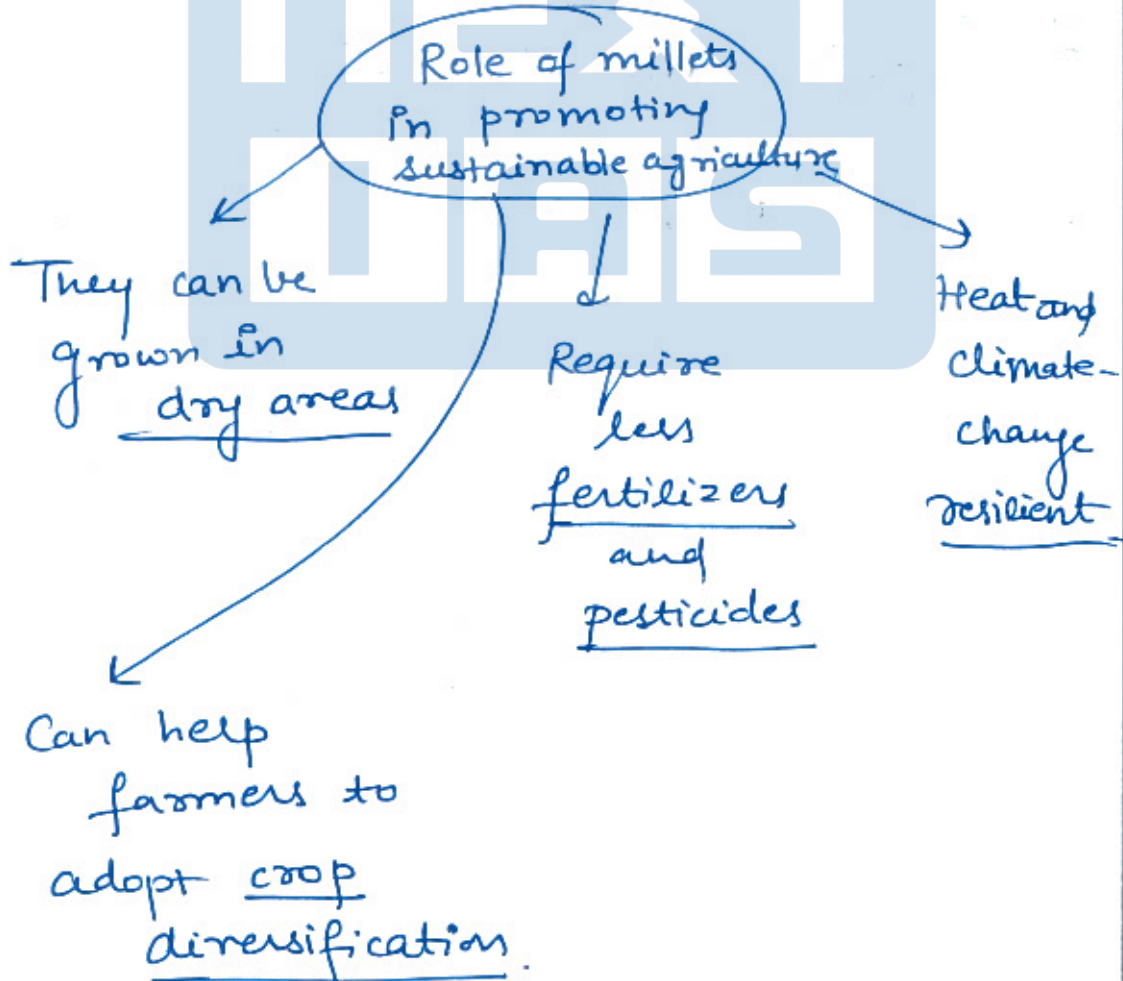 Role of millets
in promoting
sustainable agriculture
They can be
grown in
dry areas
Require
less
fertilizers
and
pesticides
Heat and
climate-
change
resilient
Can help
farmers to
adopt crop
diversification.